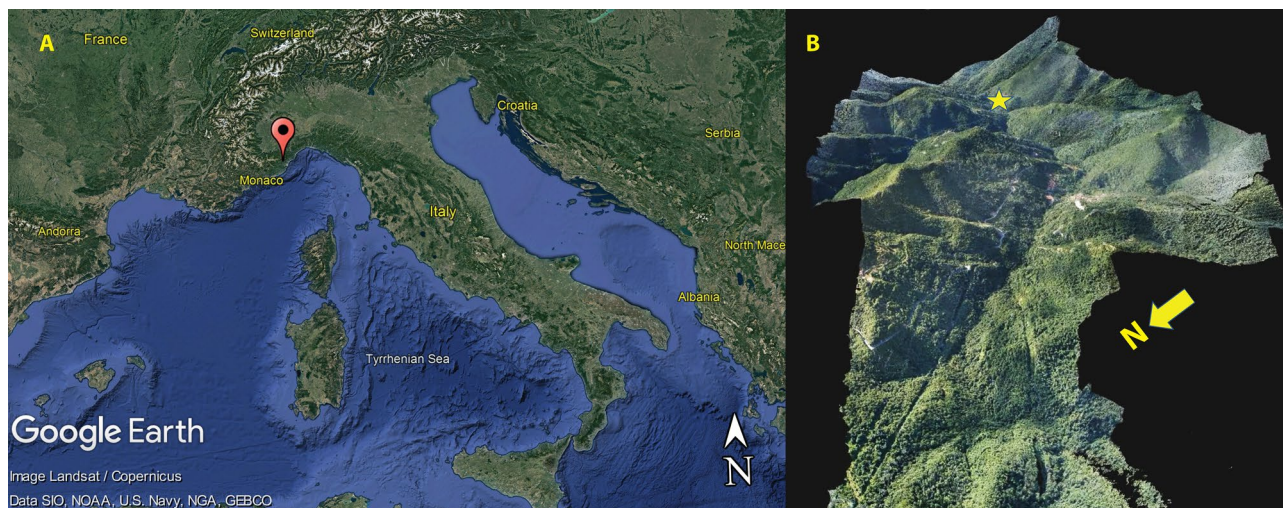 A
France
Switzerland
Croatia
Serbia
Monaco
Italy
Andorra
North Mace
Albania
Tyrrhenian Sea
Google Earth
Image Landsat / Copernicus
Data SIO, NOAA, U.S. Navy, NGA, GEBCO
N
B
N